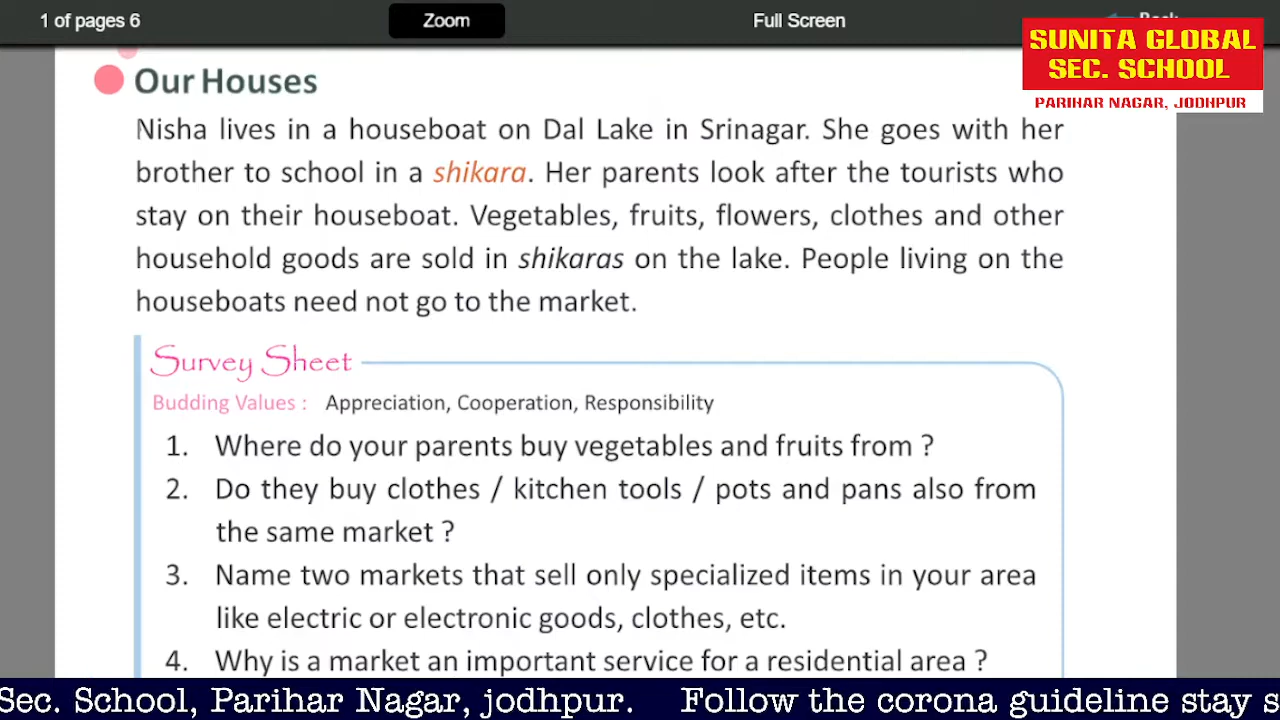 1 of pages 6
Zoom
Full Screen
SUNITA GLOBAL
SEC. SCHOOL
PARIHAR NAGAR, JODHPUR
Our Houses
Nisha lives in a houseboat on Dal Lake in Srinagar. She goes with her
brother to school in a shikara. Her parents look after the tourists who
stay on their houseboat. Vegetables, fruits, flowers, clothes and other
household goods are sold in shikaras on the lake. People living on the
houseboats need not go to the market.
Survey Sheet
Budding Values : Appreciation, Cooperation, Responsibility
1. Where do your parents buy vegetables and fruits from ?
2. Do they buy clothes / kitchen tools / pots and pans also from
the same market ?
3. Name two markets that sell only specialized items in your area
like electric or electronic goods, clothes, etc.
4. Why is a market an important service for a residential area ?
Sec. School, Parihar Nagar, jodhpur. Follow the corona guideline stay s